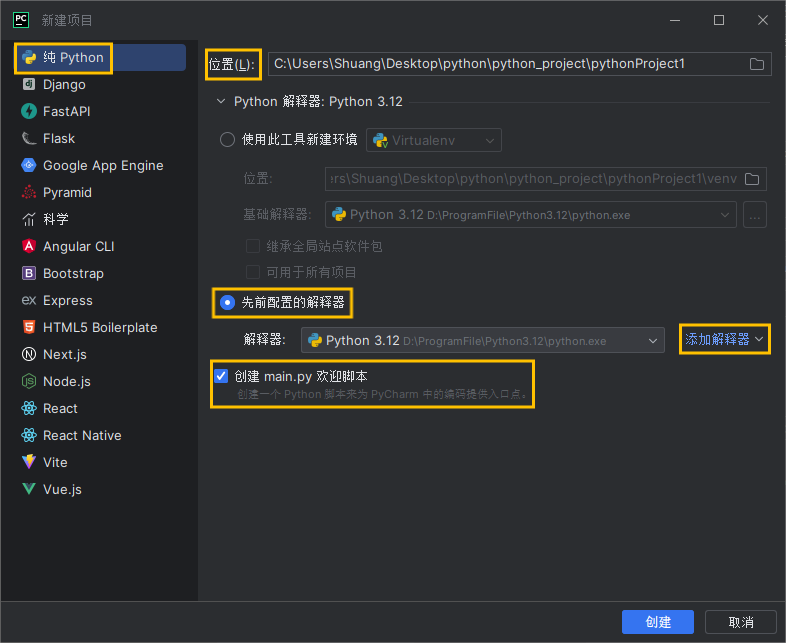 PC 新建项目
纯 Python
Django
FastAPI
Flask
Google App Engine
Pyramid
科学
Angular CLI
Bootstrap
Express
HTML5 Boilerplate
Next.js
Node.js
React
React Native
Vite
Vue.js
位置(L): C:\Users\Shuang\Desktop\python\python_project\pythonProject1
Python 解释器: Python 3.12
使用此工具新建环境 Virtualenv
位置: ers\Shuang\Desktop\python\python_project\pythonProject1\venv
基础解释器: Python 3.12 D:\ProgramFile\Python3.12\python.exe ...
继承全局站点软件包
可用于所有项目
先前配置的解释器
解释器: Python 3.12 D:\ProgramFile\Python3.12\python.exe 添加解释器
创建 main.py 欢迎脚本
创建一个 Python 脚本来为 PyCharm 中的编码提供入口点。
创建 取消